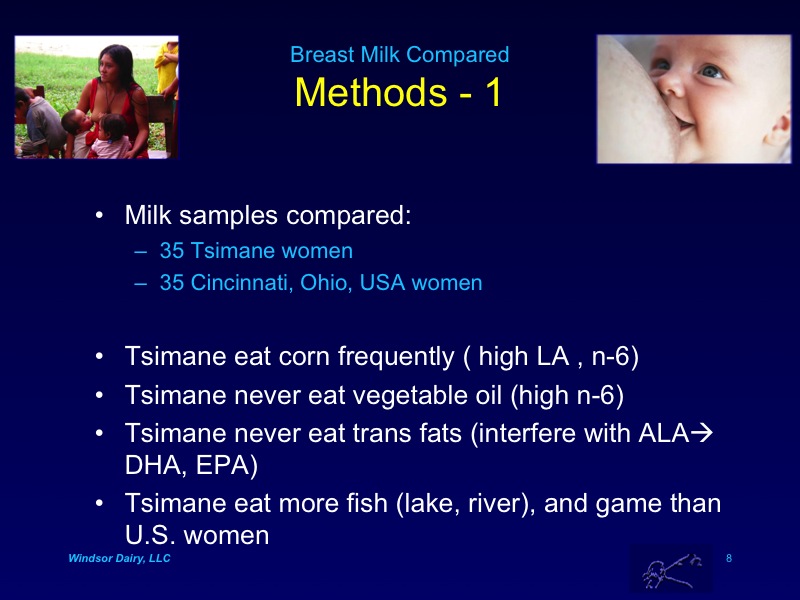 Breast Milk Compared
Methods - 1
• Milk samples compared:
– 35 Tsimane women
– 35 Cincinnati, Ohio, USA women
• Tsimane eat corn frequently ( high LA , n-6)
• Tsimane never eat vegetable oil (high n-6)
• Tsimane never eat trans fats (interfere with ALA→
DHA, EPA)
• Tsimane eat more fish (lake, river), and game than
U.S. women
Windsor Dairy, LLC
8